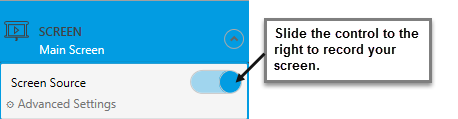 SCREEN
Main Screen
Screen Source
Advanced Settings
Slide the control to the
right to record your
screen.